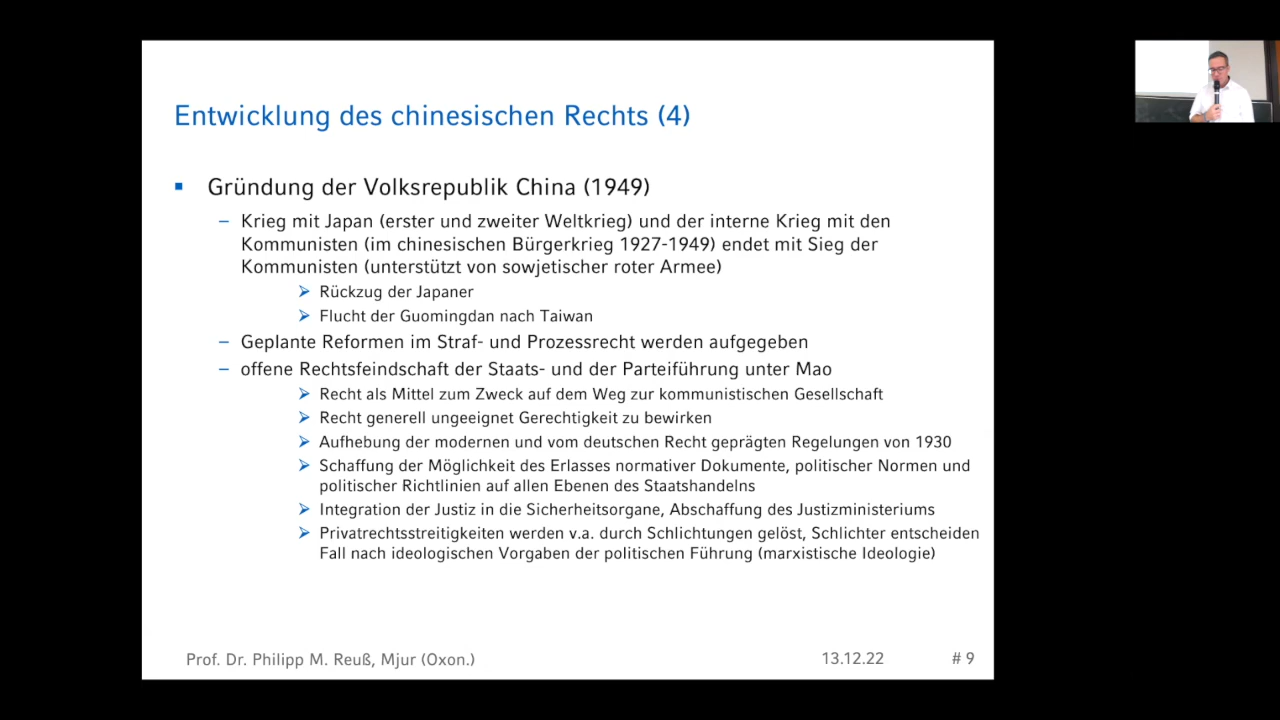 Entwicklung des chinesischen Rechts (4)
Gründung der Volksrepublik China (1949)
– Krieg mit Japan (erster und zweiter Weltkrieg) und der interne Krieg mit den
Kommunisten (im chinesischen Bürgerkrieg 1927-1949) endet mit Sieg der
Kommunisten (unterstützt von sowjetischer roter Armee)
Rückzug der Japaner
Flucht der Guomingdan nach Taiwan
– Geplante Reformen im Straf- und Prozessrecht werden aufgegeben
– offene Rechtsfeindschaft der Staats- und der Parteiführung unter Mao
Recht als Mittel zum Zweck auf dem Weg zur kommunistischen Gesellschaft
Recht generell ungeeignet Gerechtigkeit zu bewirken
Aufhebung der modernen und vom deutschen Recht geprägten Regelungen von 1930
Schaffung der Möglichkeit des Erlasses normativer Dokumente, politischer Normen und
politischer Richtlinien auf allen Ebenen des Staatshandelns
Integration der Justiz in die Sicherheitsorgane, Abschaffung des Justizministeriums
Privatrechtsstreitigkeiten werden v.a. durch Schlichtungen gelöst, Schlichter entscheiden
Fall nach ideologischen Vorgaben der politischen Führung (marxistische Ideologie)
Prof. Dr. Philipp M. Reuß, Mjur (Oxon.) 13.12.22 # 9